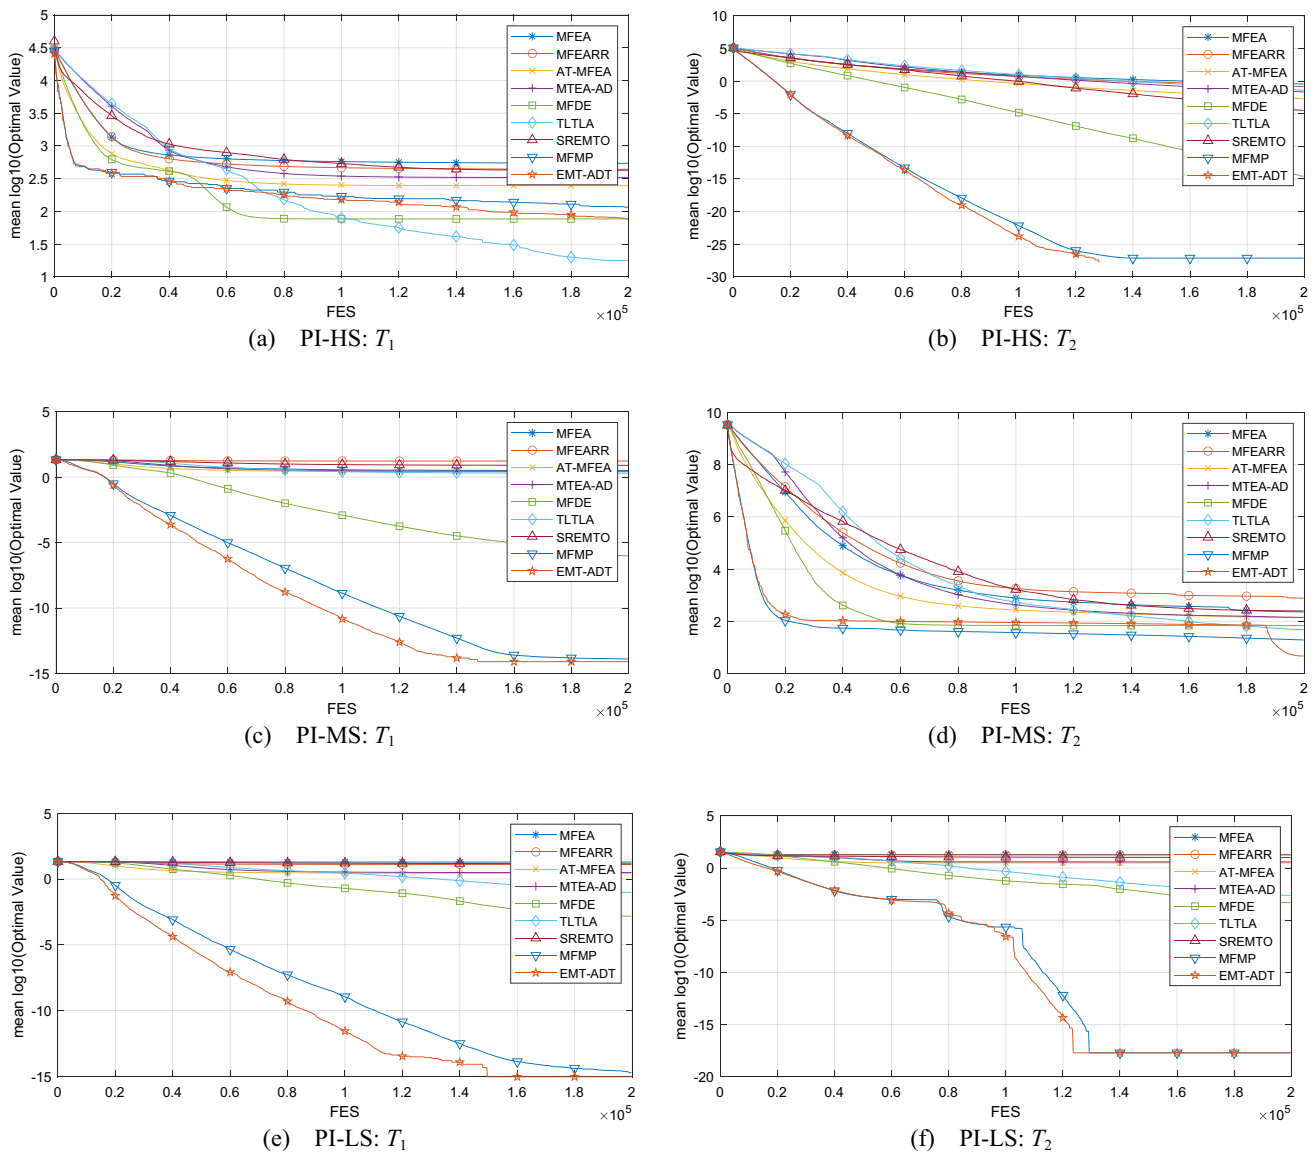 5
4.5
4
3.5
3
2.5
2
1.5
1
mean log10(Optimal Value)
0 0.2 0.4 0.6 0.8 1 1.2 1.4 1.6 1.8 2
FES
×10⁵
MFEA
MFEARR
AT-MFEA
MTEA-AD
MFDE
TLTLA
SREMTO
MFMP
EMT-ADT
(a) PI-HS: T₁
10
5
0
-5
-10
-15
-20
-25
-30
mean log10(Optimal Value)
0 0.2 0.4 0.6 0.8 1 1.2 1.4 1.6 1.8 2
FES
×10⁵
MFEA
MFEARR
AT-MFEA
MTEA-AD
MFDE
TLTLA
SREMTO
MFMP
EMT-ADT
(b) PI-HS: T₂
5
0
-5
-10
-15
mean log10(Optimal Value)
0 0.2 0.4 0.6 0.8 1 1.2 1.4 1.6 1.8 2
FES
×10⁵
MFEA
MFEARR
AT-MFEA
MTEA-AD
MFDE
TLTLA
SREMTO
MFMP
EMT-ADT
(c) PI-MS: T₁
10
8
6
4
2
0
mean log10(Optimal Value)
0 0.2 0.4 0.6 0.8 1 1.2 1.4 1.6 1.8 2
FES
×10⁵
MFEA
MFEARR
AT-MFEA
MTEA-AD
MFDE
TLTLA
SREMTO
MFMP
EMT-ADT
(d) PI-MS: T₂
5
0
-5
-10
-15
mean log10(Optimal Value)
0 0.2 0.4 0.6 0.8 1 1.2 1.4 1.6 1.8 2
FES
×10⁵
MFEA
MFEARR
AT-MFEA
MTEA-AD
MFDE
TLTLA
SREMTO
MFMP
EMT-ADT
(e) PI-LS: T₁
5
0
-5
-10
-15
-20
mean log10(Optimal Value)
0 0.2 0.4 0.6 0.8 1 1.2 1.4 1.6 1.8 2
FES
×10⁵
MFEA
MFEARR
AT-MFEA
MTEA-AD
MFDE
TLTLA
SREMTO
MFMP
EMT-ADT
(f) PI-LS: T₂